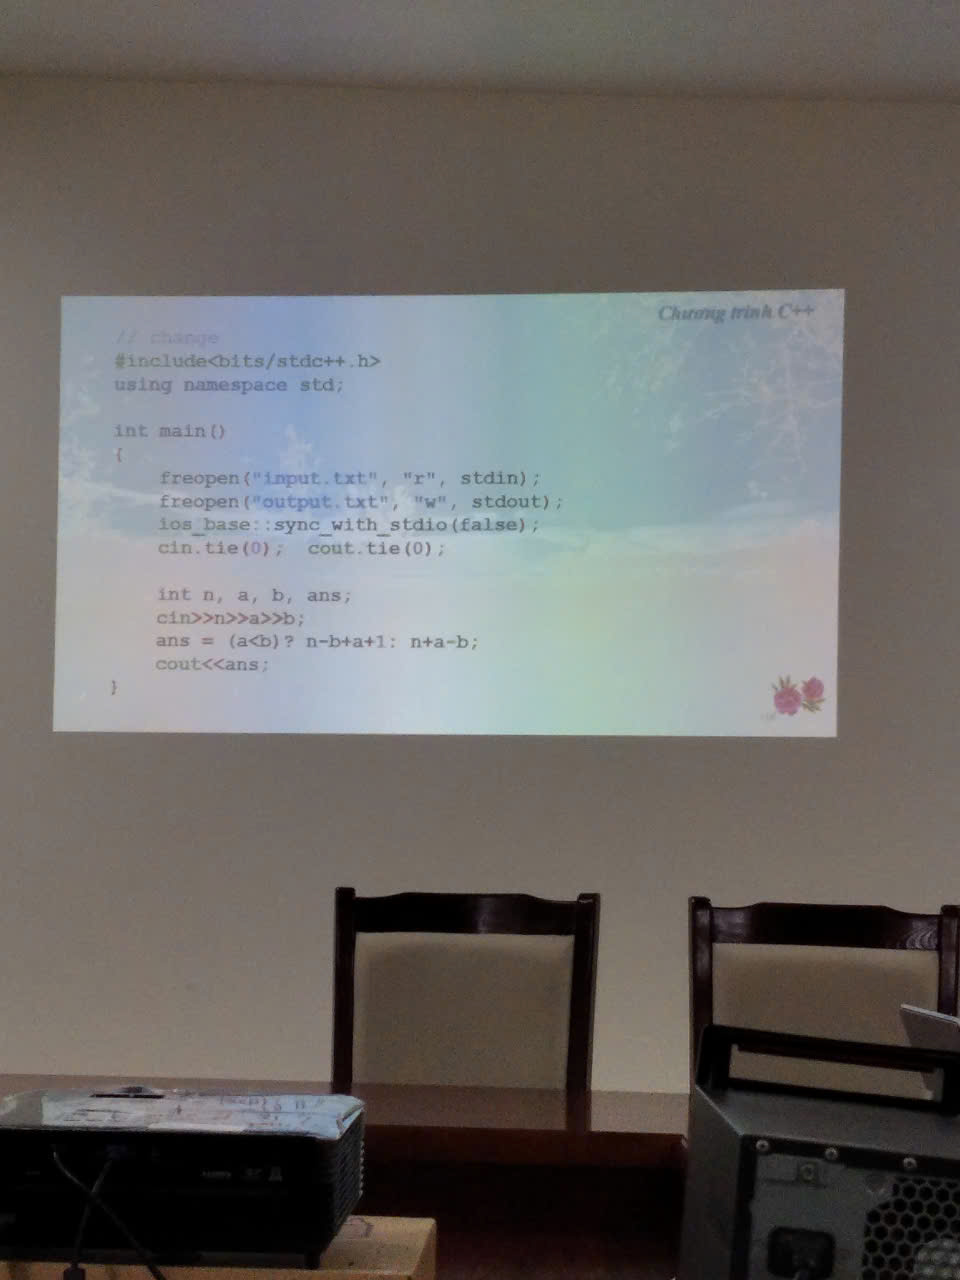 Chương trình C++
// change
#include<bits/stdc++.h>
using namespace std;
int main()
{
freopen("input.txt", "r", stdin);
freopen("output.txt", "w", stdout);
ios_base::sync_with_stdio(false);
cin.tie(0); cout.tie(0);
int n, a, b, ans;
cin>>n>>a>>b;
ans = (a<b)? n-b+a+1: n+a-b;
cout<<ans;
}